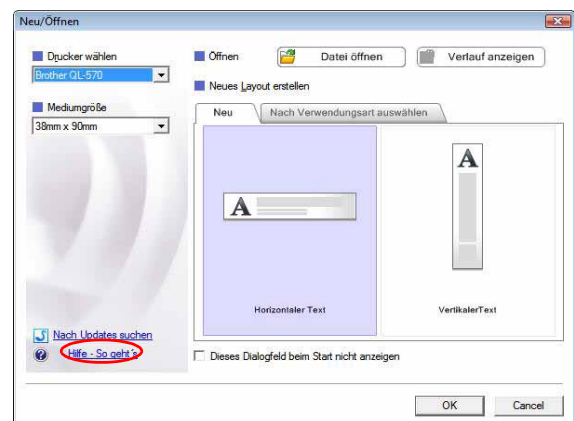 Neu/Öffnen
Drucker wählen
Brother QL-570
Mediumgröße
38mm x 90mm
Öffnen
Datei öffnen
Verlauf anzeigen
Neues Layout erstellen
Neu
Nach Verwendungsart auswählen
A
A
Horizontaler Text
VertikalerText
Nach Updates suchen
Hilfe - So geht´s
Dieses Dialogfeld beim Start nicht anzeigen
OK
Cancel